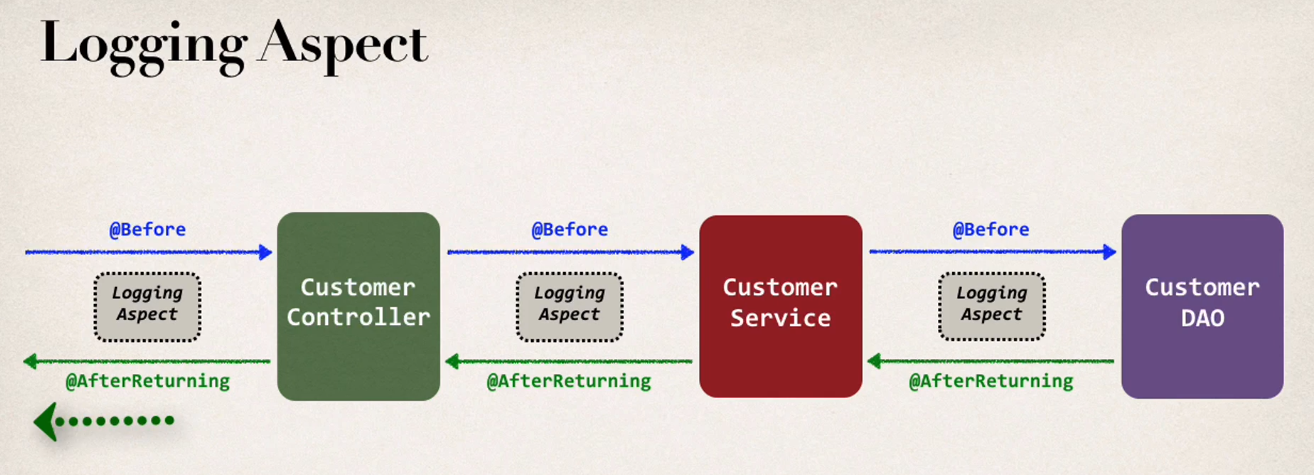 Logging Aspect
@Before
@Before
@Before
Logging
Aspect
Customer
Controller
Logging
Aspect
Customer
Service
Logging
Aspect
Customer
DAO
@AfterReturning
@AfterReturning
@AfterReturning